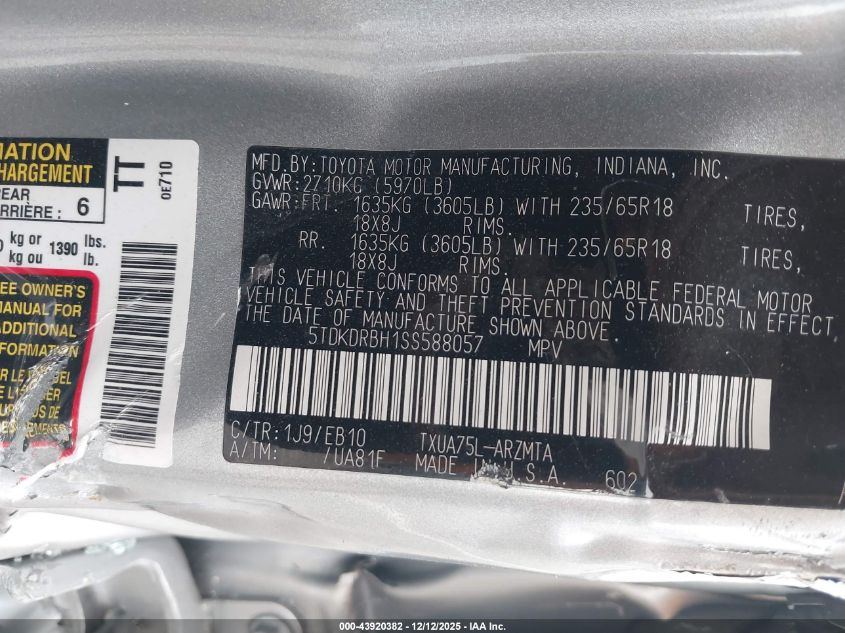 MATION
CHARGEMENT
REAR
ARRIÈRE : 6
kg or 1390 lbs.
kg ou lb.
EE OWNER'S
MANUAL FOR
ADDITIONAL
FORMATION
TT
0E710
MFD.BY:TOYOTA MOTOR MANUFACTURING, INDIANA, INC.
GVWR:2710KG (5970LB)
GAWR:FRT. 1635KG (3605LB) WITH 235/65R18 TIRES,
18X8J RIMS.
RR. 1635KG (3605LB) WITH 235/65R18 TIRES,
18X8J RIMS.
THIS VEHICLE CONFORMS TO ALL APPLICABLE FEDERAL MOTOR
VEHICLE SAFETY AND THEFT PREVENTION STANDARDS IN EFFECT
THE DATE OF MANUFACTURE SHOWN ABOVE.
5TDKDRBH1SS588057 MPV
C/TR:1J9/EB10 TXUA75L-ARZMTA
A/TM: /UA81F MADE IN U.S.A. 602
000-43920382 - 12/12/2025 - IAA Inc.